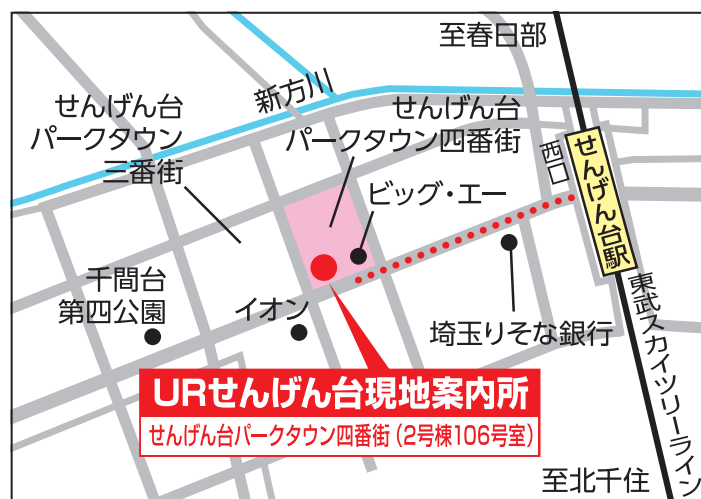 至春日部
新方川
せんげん台
パークタウン
三番街
せんげん台
パークタウン四番街
西口
せんげん台駅
ビッグ・エー
千間台
第四公園
イオン
埼玉りそな銀行
東武スカイツリーライン
URせんげん台現地案内所
せんげん台パークタウン四番街(2号棟106号室)
至北千住